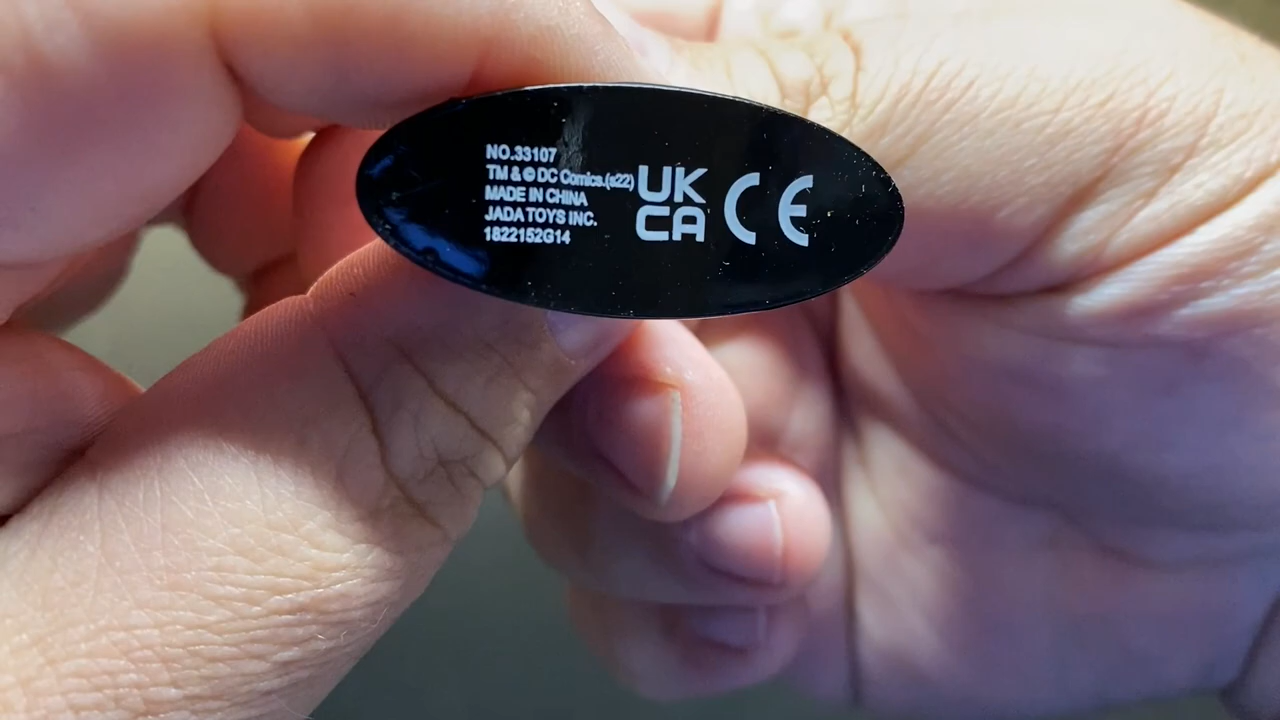 NO.33107
TM & © DC Comics.(s22)
MADE IN CHINA
JADA TOYS INC.
1822152G14
UK
CA
CE